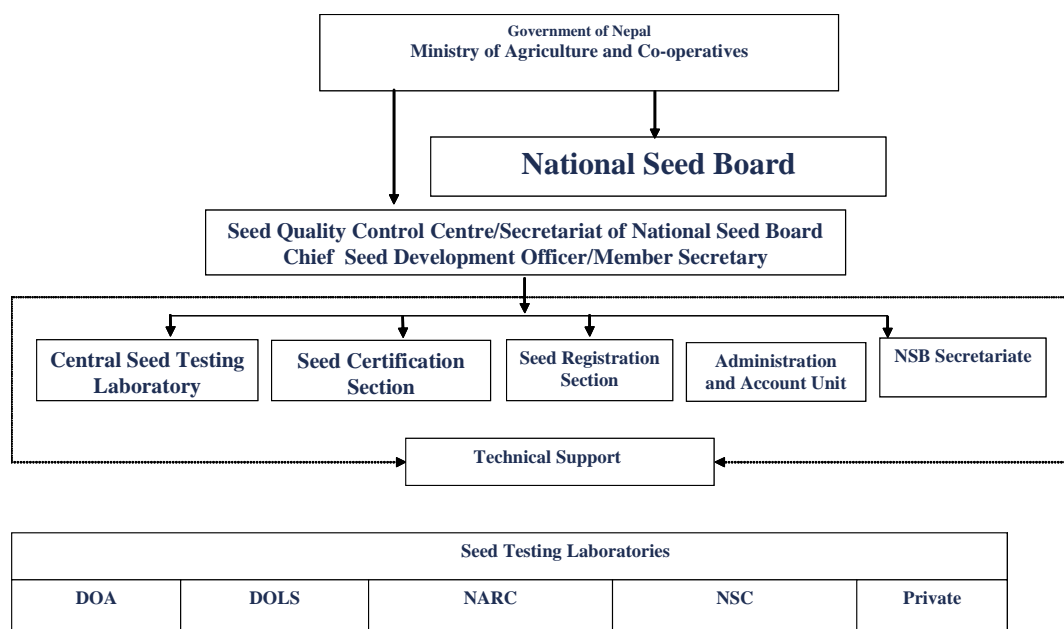 Government of Nepal
Ministry of Agriculture and Co-operatives
National Seed Board
Seed Quality Control Centre/Secretariat of National Seed Board
Chief Seed Development Officer/Member Secretary
Central Seed Testing
Laboratory
Seed Certification
Section
Seed Registration
Section
Administration
and Account Unit
NSB Secretariate
Technical Support
Seed Testing Laboratories
DOA
DOLS
NARC
NSC
Private